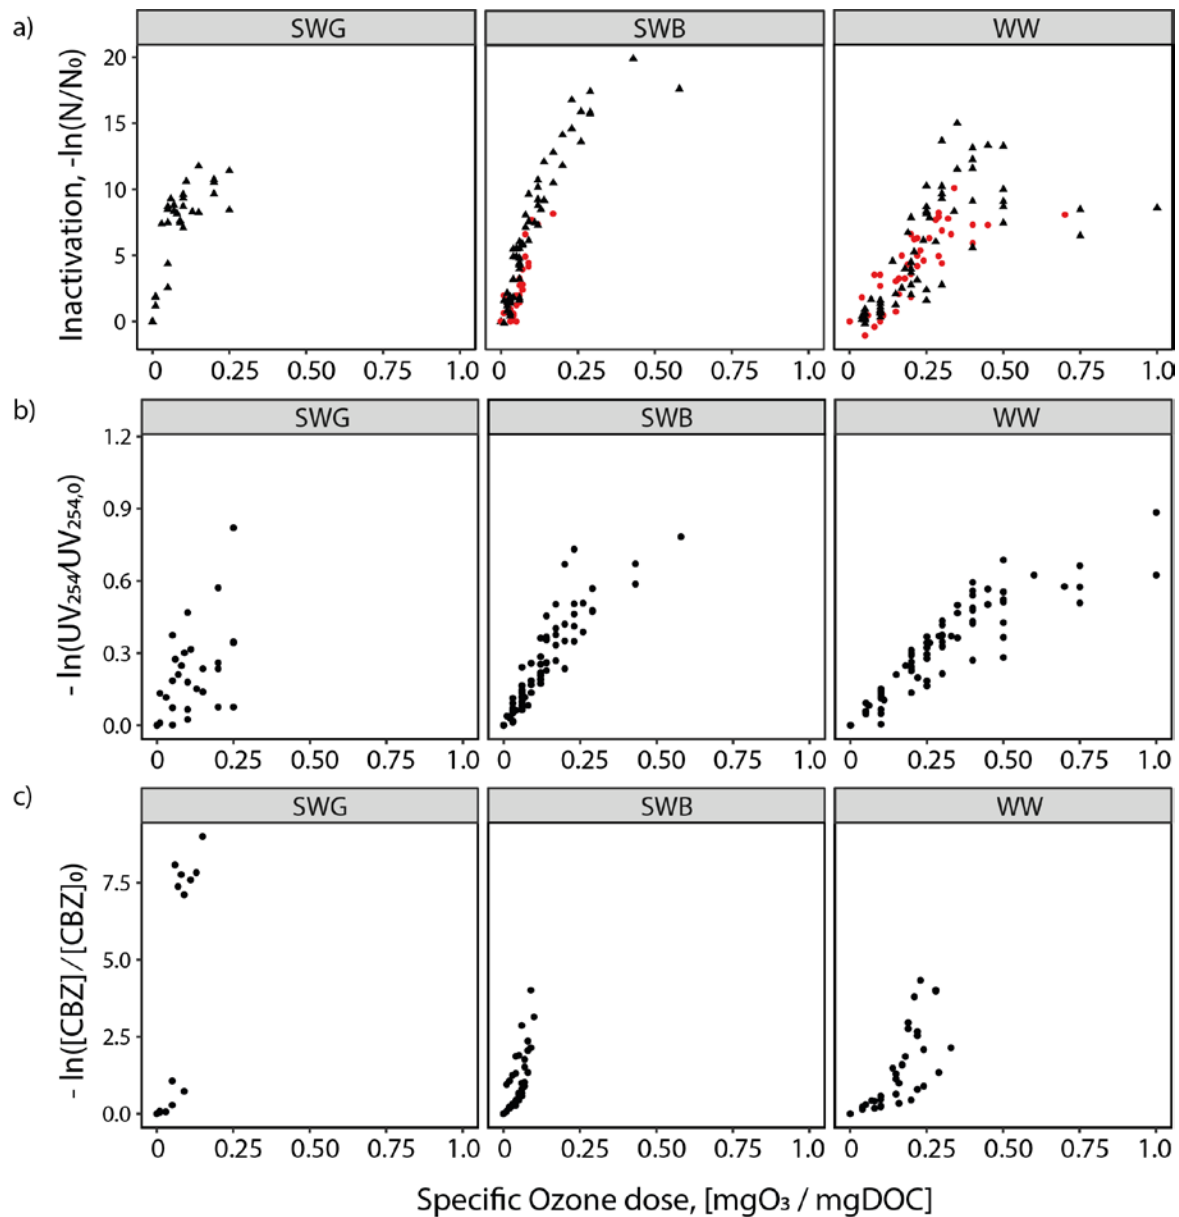 a)
SWG SWB WW
Inactivation, -ln(N/N₀)
20
15
10
5
0
0 0.25 0.50 0.75 1.0 0 0.25 0.50 0.75 1.0 0 0.25 0.50 0.75 1.0
b)
SWG SWB WW
- ln(UV₂₅₄/UV₂₅₄,₀)
1.2
0.9
0.6
0.3
0.0
0 0.25 0.50 0.75 1.0 0 0.25 0.50 0.75 1.0 0 0.25 0.50 0.75 1.0
c)
SWG SWB WW
- ln([CBZ] / [CBZ]₀)
7.5
5.0
2.5
0.0
0 0.25 0.50 0.75 1.0 0 0.25 0.50 0.75 1.0 0 0.25 0.50 0.75 1.0
Specific Ozone dose, [mgO₃ / mgDOC]